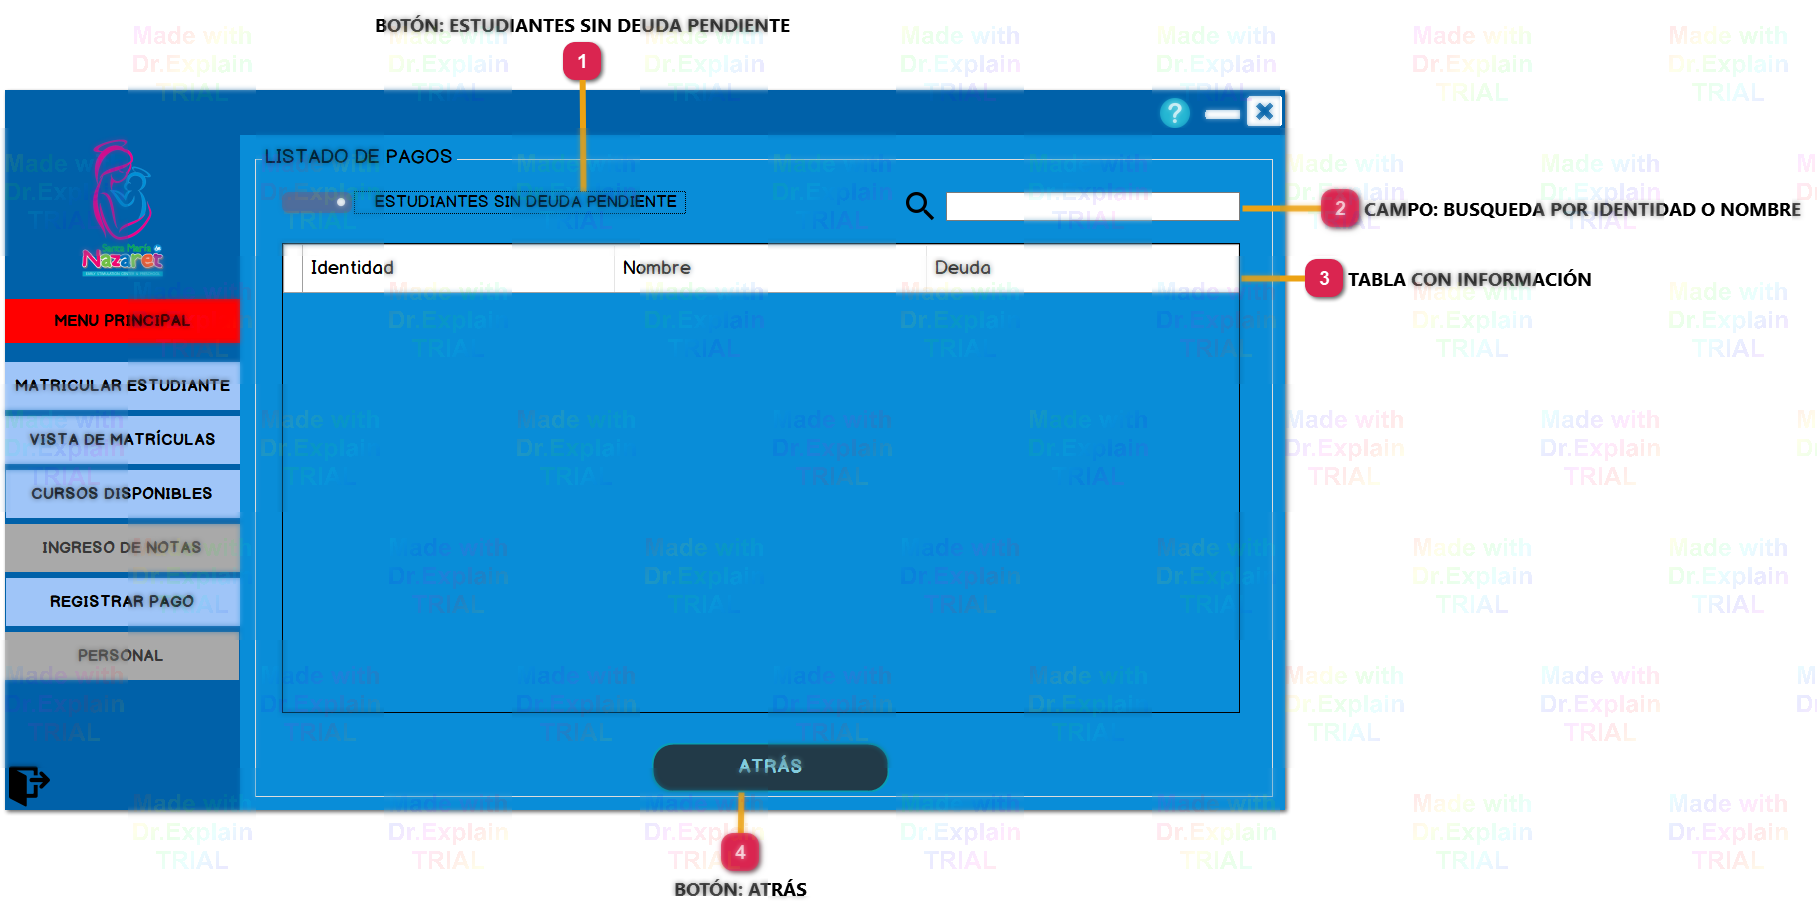 BOTÓN: ESTUDIANTES SIN DEUDA PENDIENTE
1
?
LISTADO DE PAGOS
ESTUDIANTES SIN DEUDA PENDIENTE
2 CAMPO: BUSQUEDA POR IDENTIDAD O NOMBRE
Identidad Nombre Deuda
3 TABLA CON INFORMACIÓN
Santa María de
Nazaret
MENU PRINCIPAL
MATRICULAR ESTUDIANTE
VISTA DE MATRÍCULAS
CURSOS DISPONIBLES
INGRESO DE NOTAS
REGISTRAR PAGO
PERSONAL
ATRÁS
4
BOTÓN: ATRÁS
Made with
Dr.Explain
TRIAL